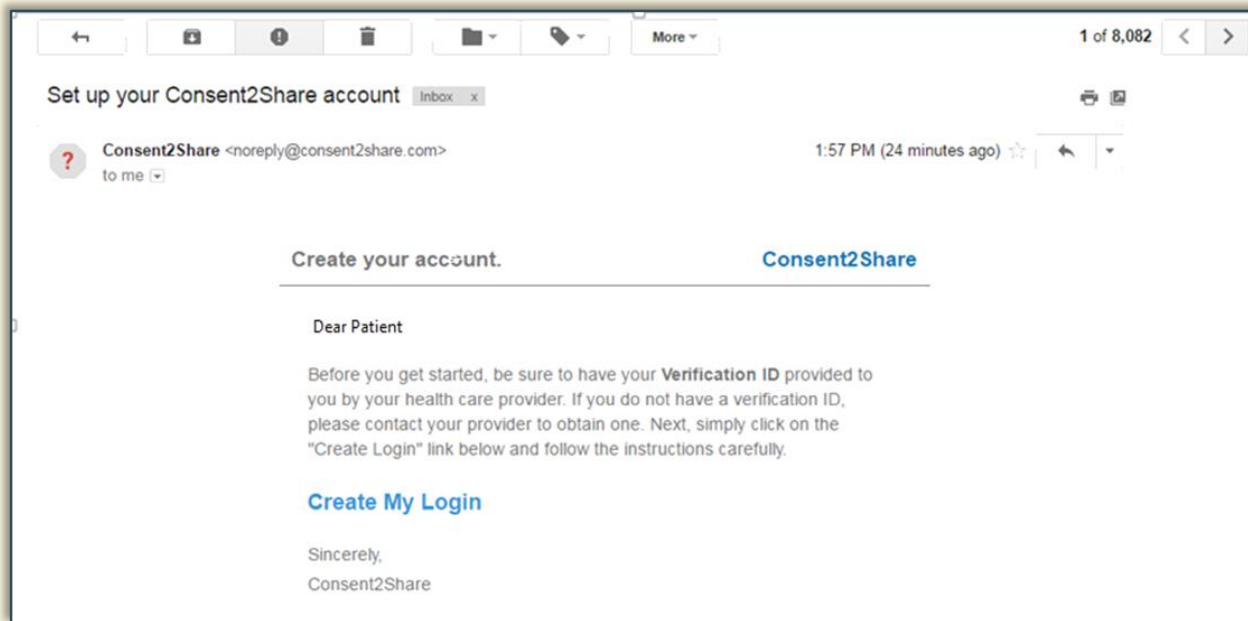 More
1 of 8,082
Set up your Consent2Share account Inbox x
Consent2Share <noreply@consent2share.com>
1:57 PM (24 minutes ago)
to me
?
Create your account.
Consent2Share
Dear Patient
Before you get started, be sure to have your Verification ID provided to
you by your health care provider. If you do not have a verification ID,
please contact your provider to obtain one. Next, simply click on the
"Create Login" link below and follow the instructions carefully.
Create My Login
Sincerely,
Consent2Share